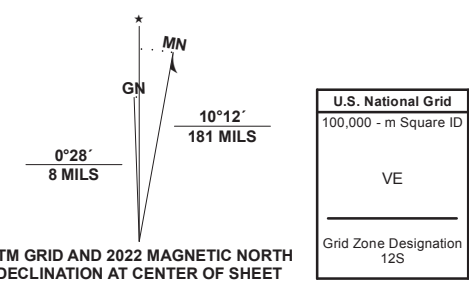 MN
GN
10°12´
181 MILS
0°28´
8 MILS
TM GRID AND 2022 MAGNETIC NORTH
DECLINATION AT CENTER OF SHEET
U.S. National Grid
100,000 - m Square ID
VE
Grid Zone Designation
12S